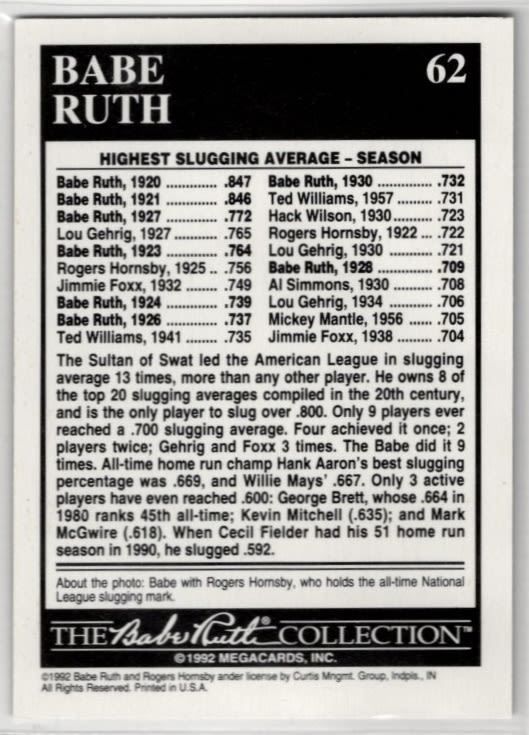 BABE
RUTH
62
HIGHEST SLUGGING AVERAGE – SEASON
Babe Ruth, 1920 ............. .847
Babe Ruth, 1921 ............. .846
Babe Ruth, 1927 ............. .772
Lou Gehrig, 1927 ........... .765
Babe Ruth, 1923 ............. .764
Rogers Hornsby, 1925 .. .756
Jimmie Foxx, 1932 ........ .749
Babe Ruth, 1924 ............. .739
Babe Ruth, 1926 ............. .737
Ted Williams, 1941 ......... .735
Babe Ruth, 1930 .............. .732
Ted Williams, 1957 .......... .731
Hack Wilson, 1930 .......... .723
Rogers Hornsby, 1922 ... .722
Lou Gehrig, 1930 ............ .721
Babe Ruth, 1928 .............. .709
Al Simmons, 1930 ........... .708
Lou Gehrig, 1934 ............ .706
Mickey Mantle, 1956 ...... .705
Jimmie Foxx, 1938 ......... .704
The Sultan of Swat led the American League in slugging
average 13 times, more than any other player. He owns 8 of
the top 20 slugging averages compiled in the 20th century,
and is the only player to slug over .800. Only 9 players ever
reached a .700 slugging average. Four achieved it once; 2
players twice; Gehrig and Foxx 3 times. The Babe did it 9
times. All-time home run champ Hank Aaron's best slugging
percentage was .669, and Willie Mays' .667. Only 3 active
players have even reached .600: George Brett, whose .664 in
1980 ranks 45th all-time; Kevin Mitchell (.635); and Mark
McGwire (.618). When Cecil Fielder had his 51 home run
season in 1990, he slugged .592.
About the photo: Babe with Rogers Hornsby, who holds the all-time National
League slugging mark.
THE Babe Ruth® COLLECTION™
©1992 MEGACARDS, INC.
©1992 Babe Ruth and Rogers Hornsby ander license by Curtis Mngmt. Group, Indpls., IN
All Rights Reserved. Printed in U.S.A.